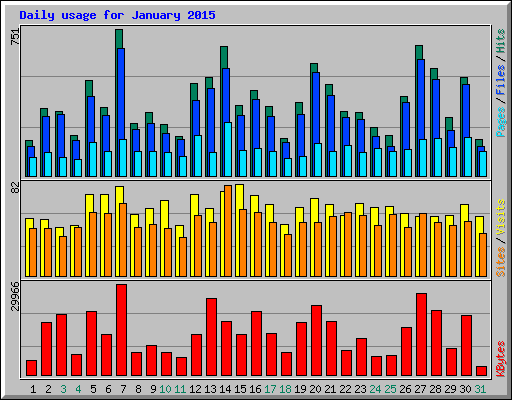 Daily usage for January 2015
751
Pages / Files / Hits
82
Sites / Visits
29966
KBytes
1 2 3 4 5 6 7 8 9 10 11 12 13 14 15 16 17 18 19 20 21 22 23 24 25 26 27 28 29 30 31